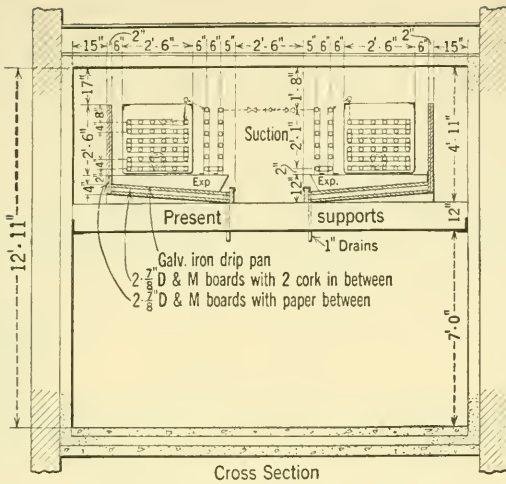 15" 6" 2" 2'-6" 6" 6" 5" 2'-6" 5" 6" 6" 2'-6" 2" 6" 15"
17"
2'-6"
4"
4'-8"
2" 4"
Suction
1'-8"
2'-1"
2"
12"
4'-11"
12"
Exp. Exp.
Present supports
1" Drains
Galv. iron drip pan
2-7/8" D & M boards with 2 cork in between
2-7/8" D & M boards with paper between
12'-11"
7'-0"
Cross Section